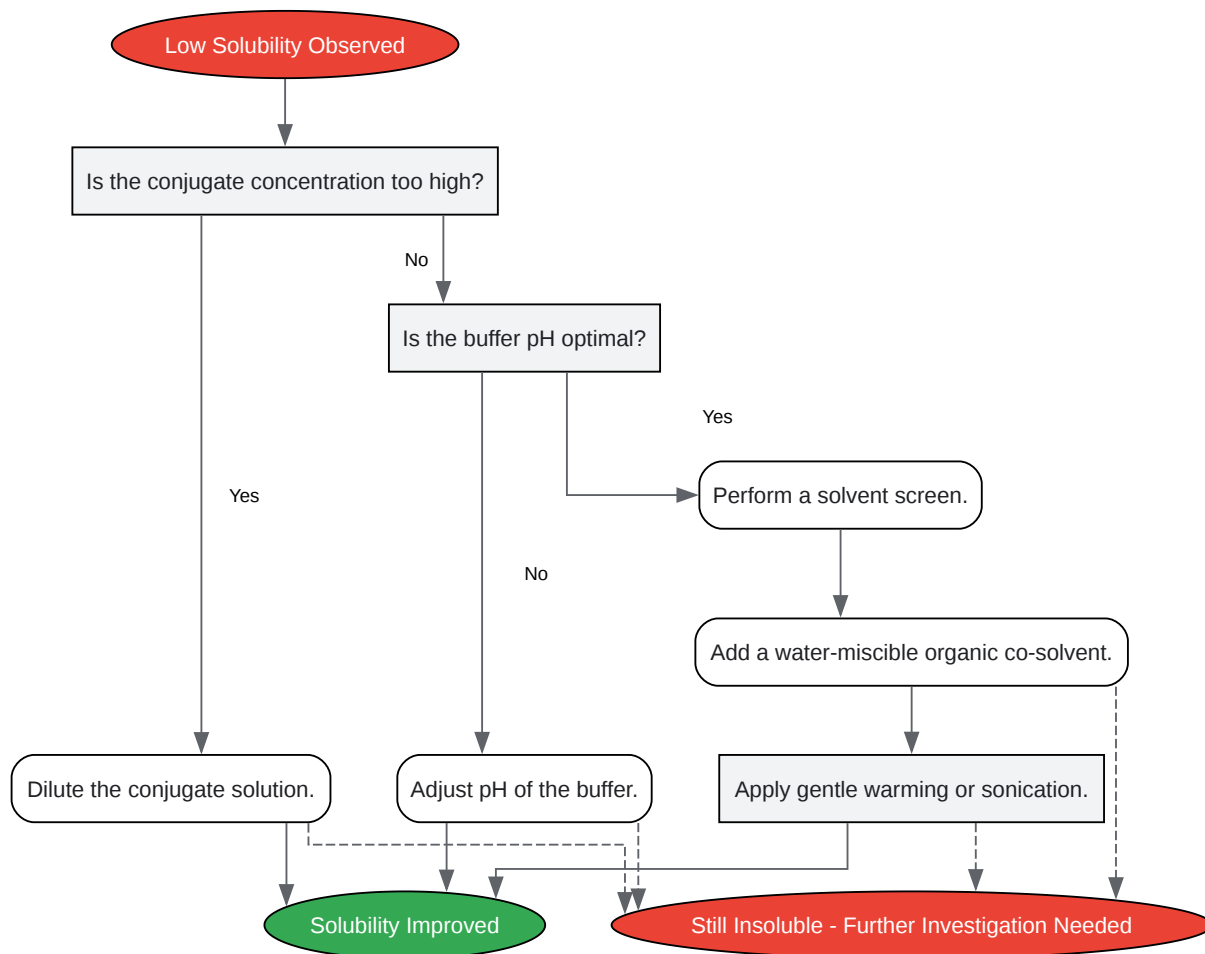 Low Solubility Observed
Is the conjugate concentration too high?
No
Is the buffer pH optimal?
Yes
Yes
Perform a solvent screen.
No
Add a water-miscible organic co-solvent.
Dilute the conjugate solution.
Adjust pH of the buffer.
Apply gentle warming or sonication.
Solubility Improved
Still Insoluble - Further Investigation Needed